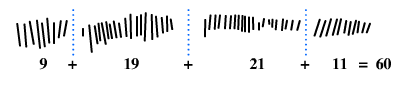 9 + 19 + 21 + 11 = 60